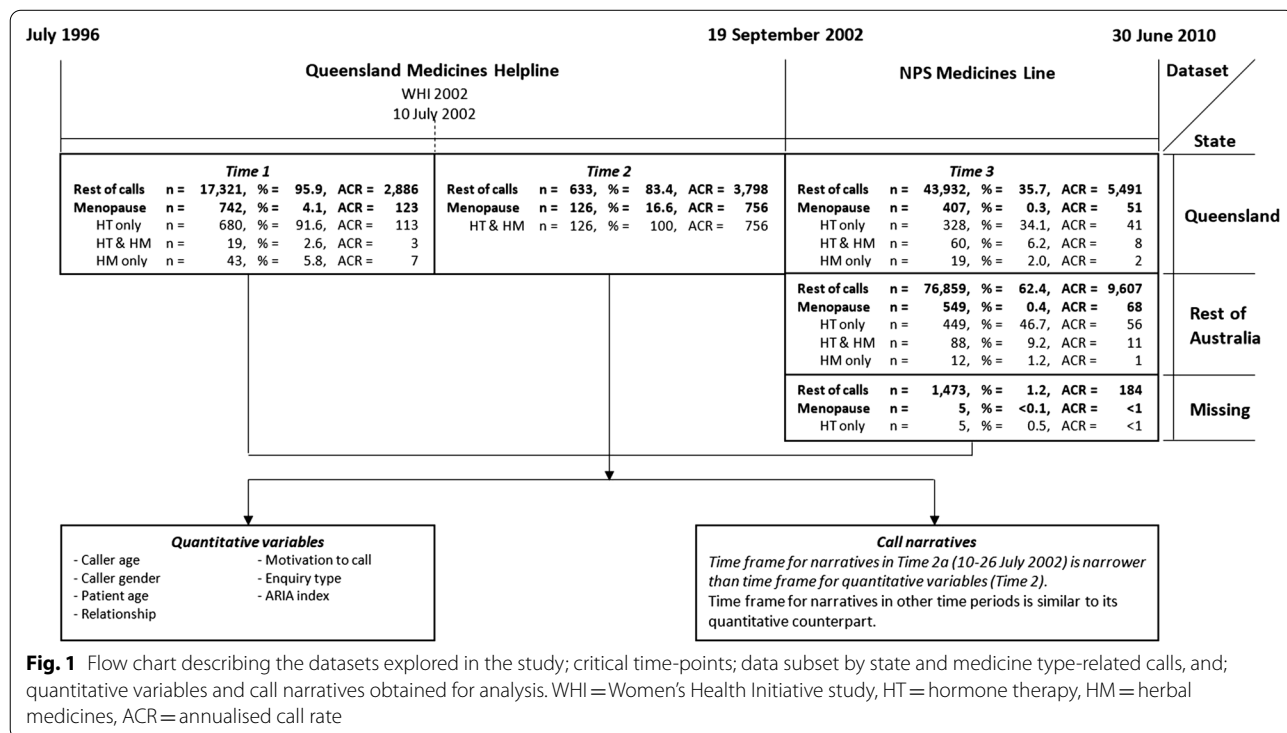 July 1996 19 September 2002 30 June 2010
Queensland Medicines Helpline NPS Medicines Line Dataset
WHI 2002
10 July 2002
State
Time 1
Rest of calls n = 17,321, % = 95.9, ACR = 2,886
Menopause n = 742, % = 4.1, ACR = 123
HT only n = 680, % = 91.6, ACR = 113
HT & HM n = 19, % = 2.6, ACR = 3
HM only n = 43, % = 5.8, ACR = 7
Time 2
Rest of calls n = 633, % = 83.4, ACR = 3,798
Menopause n = 126, % = 16.6, ACR = 756
HT & HM n = 126, % = 100, ACR = 756
Time 3
Rest of calls n = 43,932, % = 35.7, ACR = 5,491
Menopause n = 407, % = 0.3, ACR = 51
HT only n = 328, % = 34.1, ACR = 41
HT & HM n = 60, % = 6.2, ACR = 8
HM only n = 19, % = 2.0, ACR = 2
Queensland
Rest of calls n = 76,859, % = 62.4, ACR = 9,607
Menopause n = 549, % = 0.4, ACR = 68
HT only n = 449, % = 46.7, ACR = 56
HT & HM n = 88, % = 9.2, ACR = 11
HM only n = 12, % = 1.2, ACR = 1
Rest of
Australia
Rest of calls n = 1,473, % = 1.2, ACR = 184
Menopause n = 5, % = <0.1, ACR = <1
HT only n = 5, % = 0.5, ACR = <1
Missing
Quantitative variables
- Caller age
- Caller gender
- Patient age
- Relationship
- Motivation to call
- Enquiry type
- ARIA index
Call narratives
Time frame for narratives in Time 2a (10-26 July 2002) is narrower
than time frame for quantitative variables (Time 2).
Time frame for narratives in other time periods is similar to its
quantitative counterpart.
Fig. 1 Flow chart describing the datasets explored in the study; critical time-points; data subset by state and medicine type-related calls, and;
quantitative variables and call narratives obtained for analysis. WHI = Women's Health Initiative study, HT = hormone therapy, HM = herbal
medicines, ACR = annualised call rate